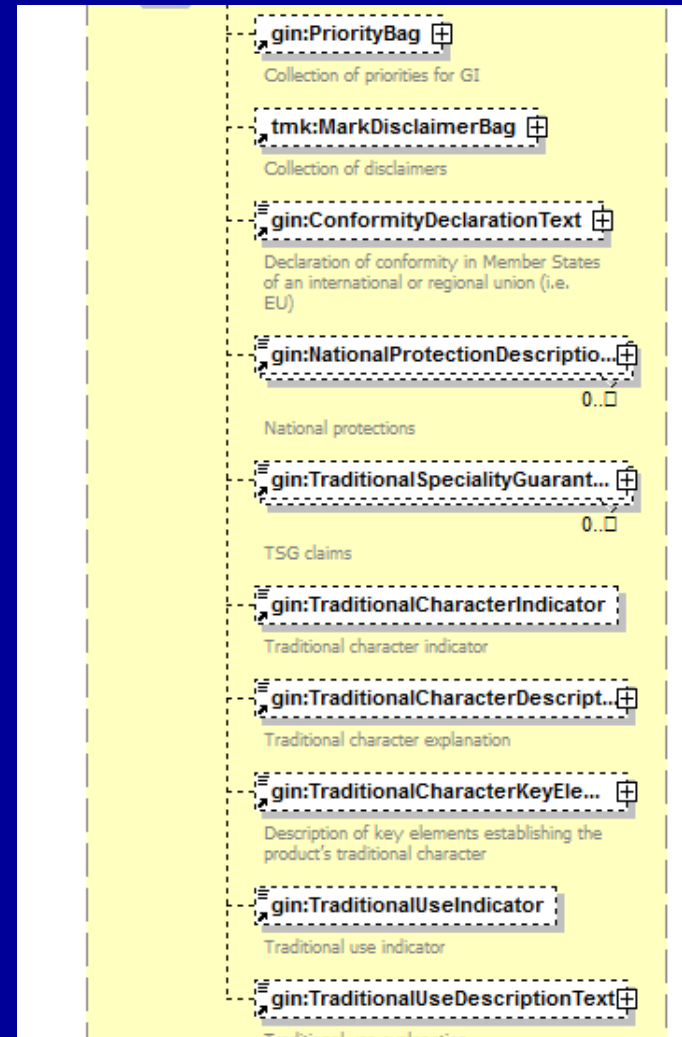 gin:PriorityBag
Collection of priorities for GI
tmk:MarkDisclaimerBag
Collection of disclaimers
gin:ConformityDeclarationText
Declaration of conformity in Member States
of an international or regional union (i.e.
EU)
gin:NationalProtectionDescriptio...
0..□
National protections
gin:TraditionalSpecialityGuarant...
0..□
TSG claims
gin:TraditionalCharacterIndicator
Traditional character indicator
gin:TraditionalCharacterDescript...
Traditional character explanation
gin:TraditionalCharacterKeyEle...
Description of key elements establishing the
product's traditional character
gin:TraditionalUseIndicator
Traditional use indicator
gin:TraditionalUseDescriptionText